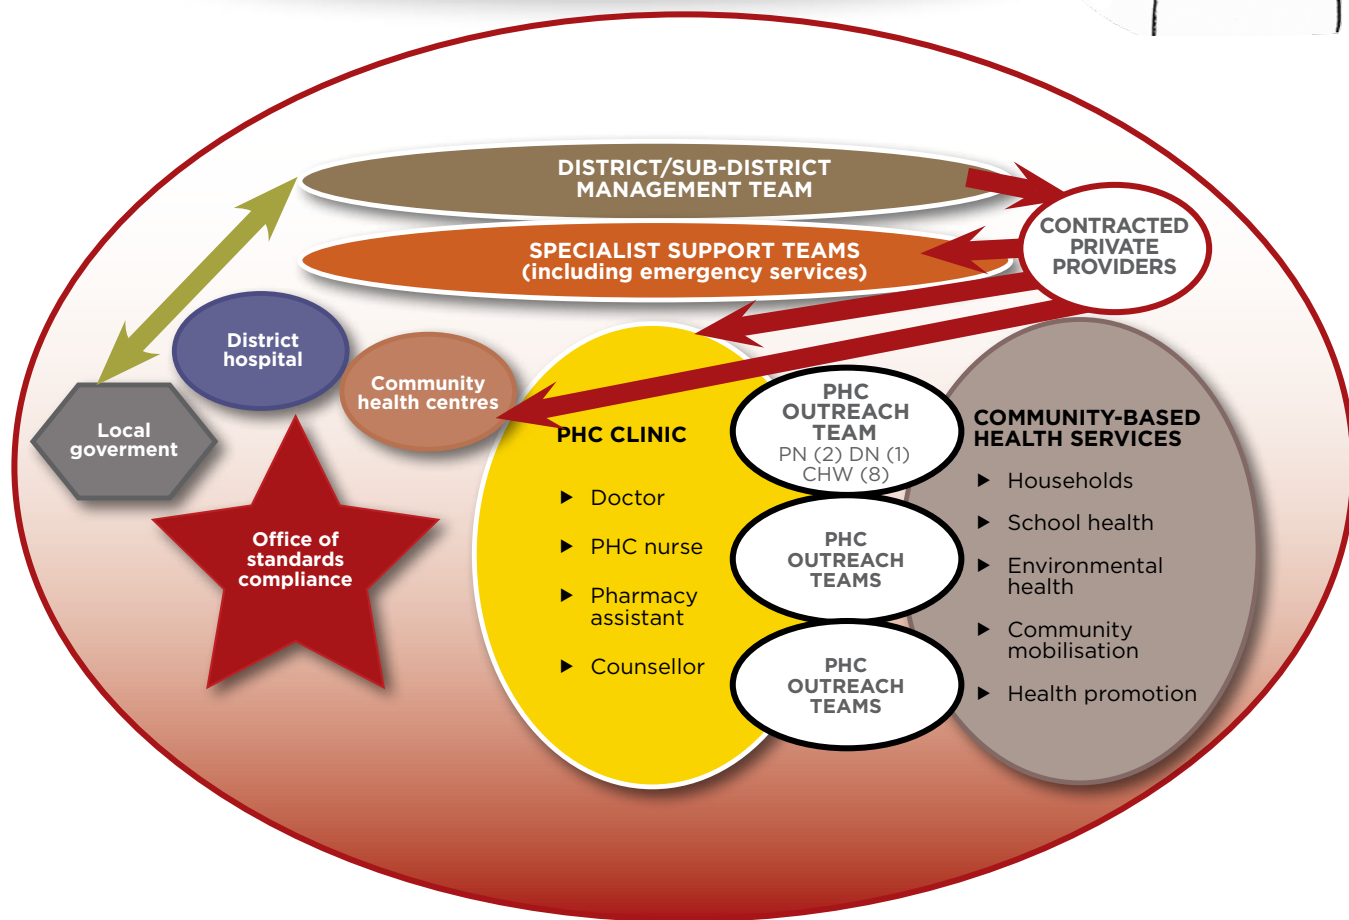 DISTRICT/SUB-DISTRICT
MANAGEMENT TEAM
SPECIALIST SUPPORT TEAMS
(including emergency services)
CONTRACTED
PRIVATE
PROVIDERS
District
hospital
Community
health centres
Local
goverment
Office of
standards
compliance
PHC CLINIC
▶ Doctor
▶ PHC nurse
▶ Pharmacy
assistant
▶ Counsellor
PHC
OUTREACH
TEAM
PN (2) DN (1)
CHW (8)
PHC
OUTREACH
TEAMS
PHC
OUTREACH
TEAMS
COMMUNITY-BASED
HEALTH SERVICES
▶ Households
▶ School health
▶ Environmental
health
▶ Community
mobilisation
▶ Health promotion